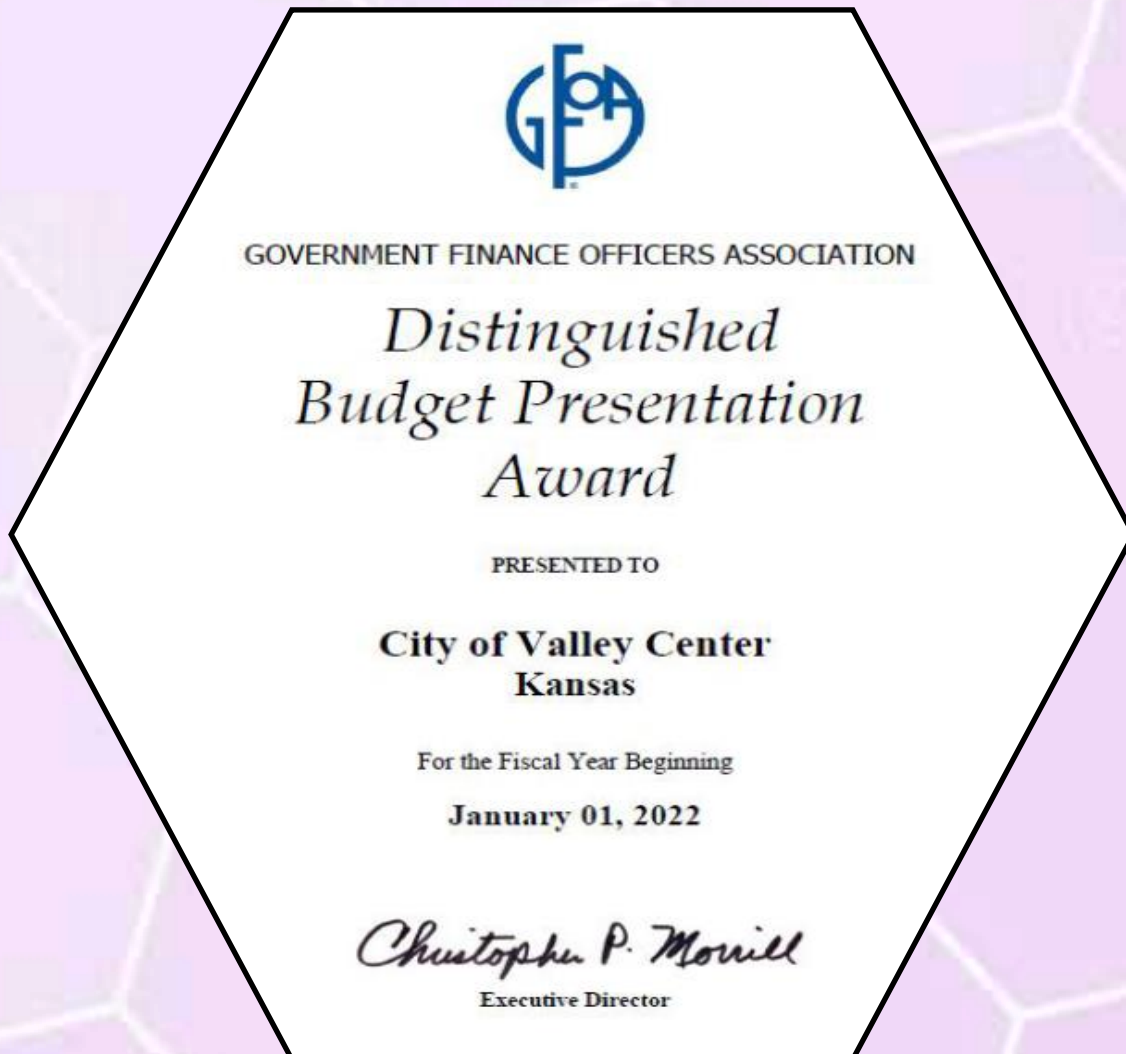 GFOA
GOVERNMENT FINANCE OFFICERS ASSOCIATION
Distinguished
Budget Presentation
Award
PRESENTED TO
City of Valley Center
Kansas
For the Fiscal Year Beginning
January 01, 2022
Christopher P. Morrill
Executive Director